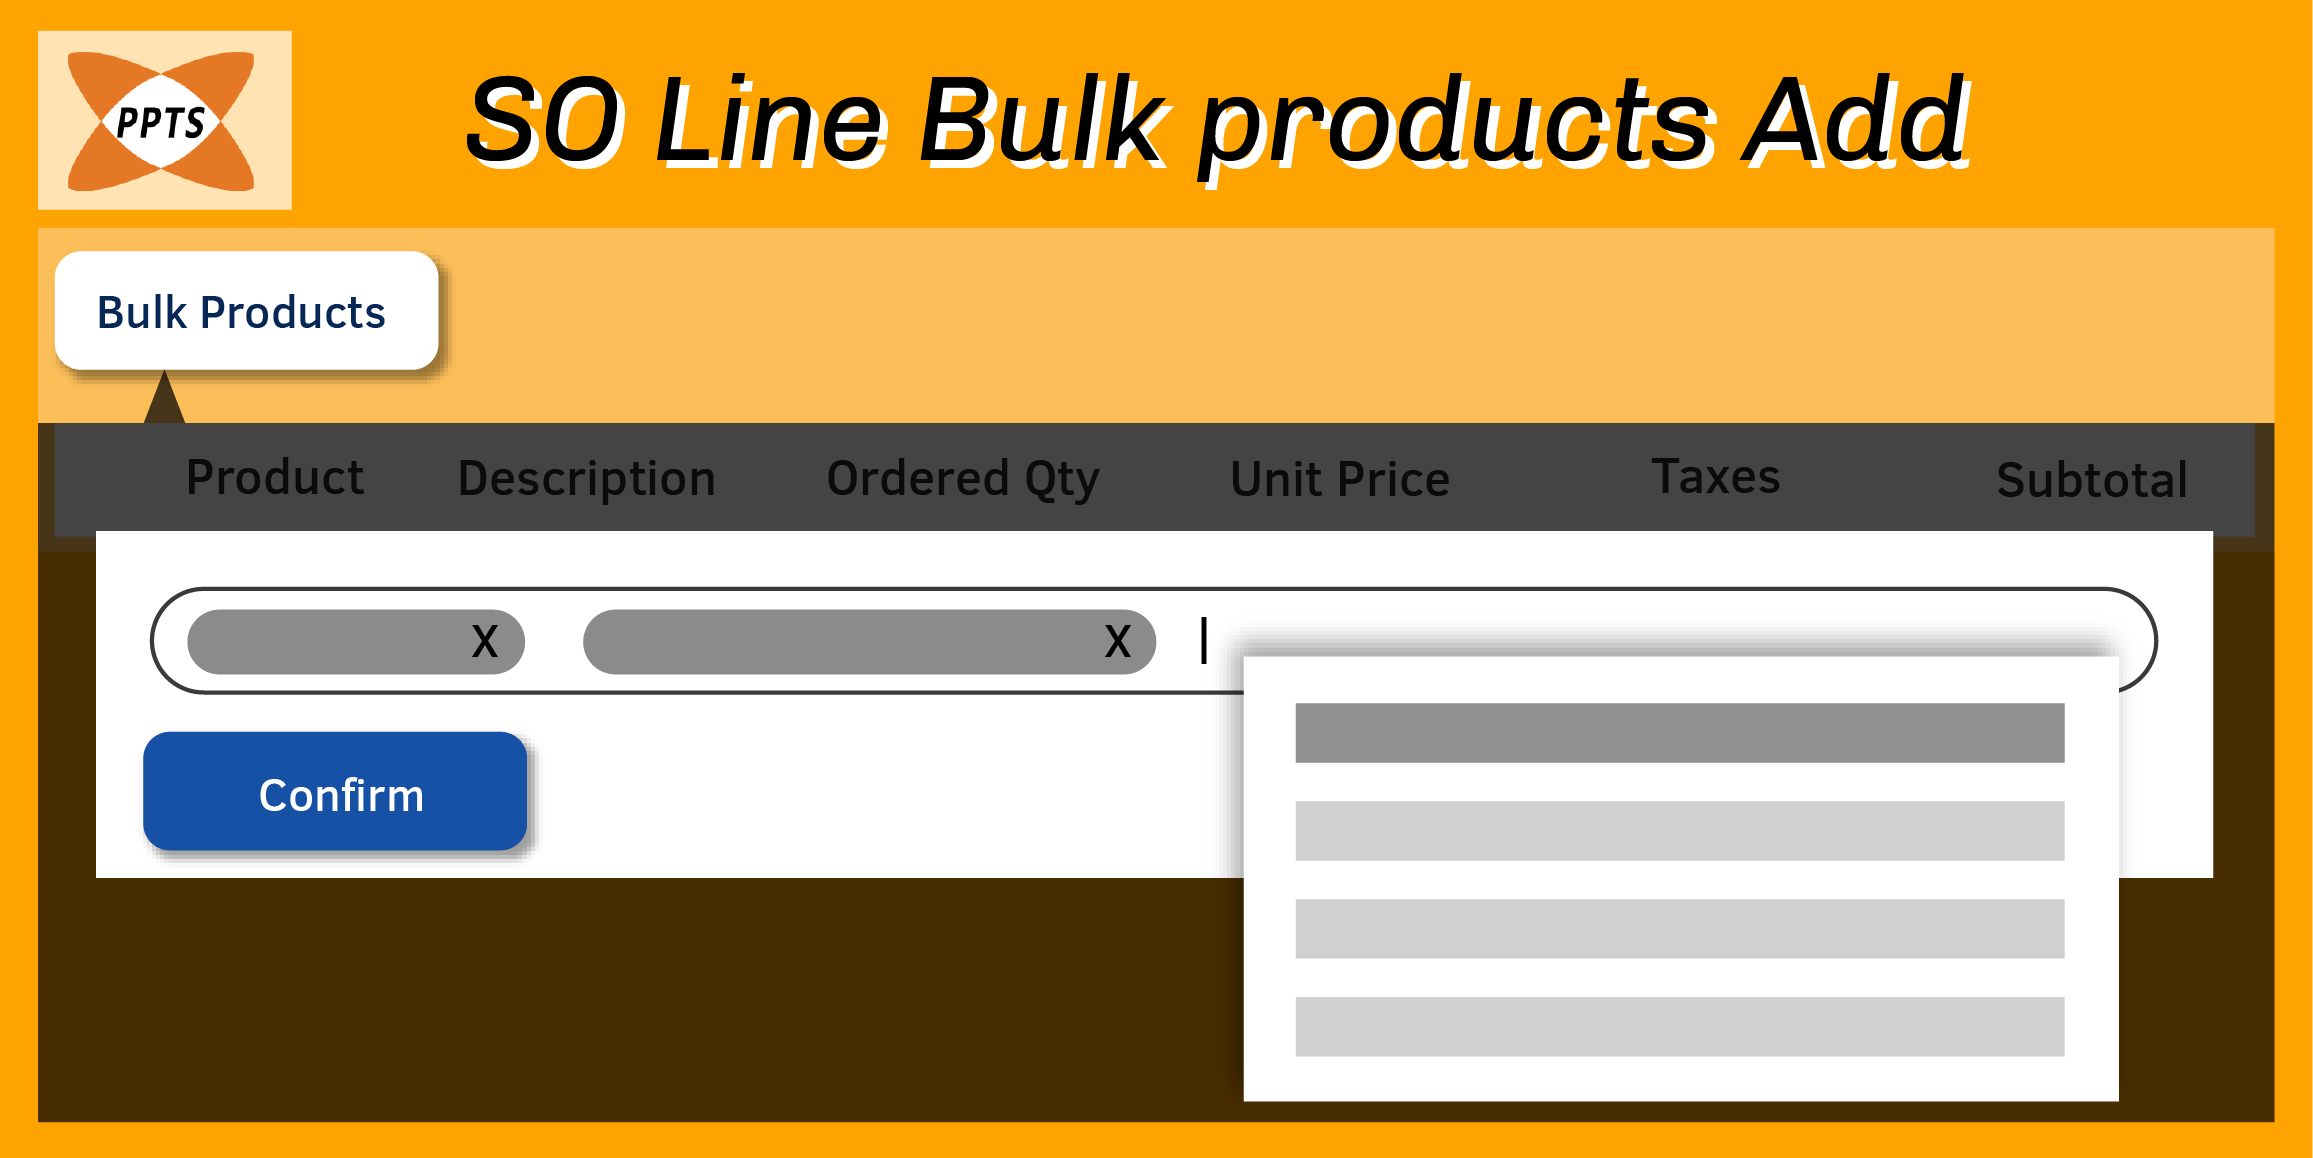 PPTS
SO Line Bulk products Add
Bulk Products
Product Description Ordered Qty Unit Price Taxes Subtotal
X X |
Confirm